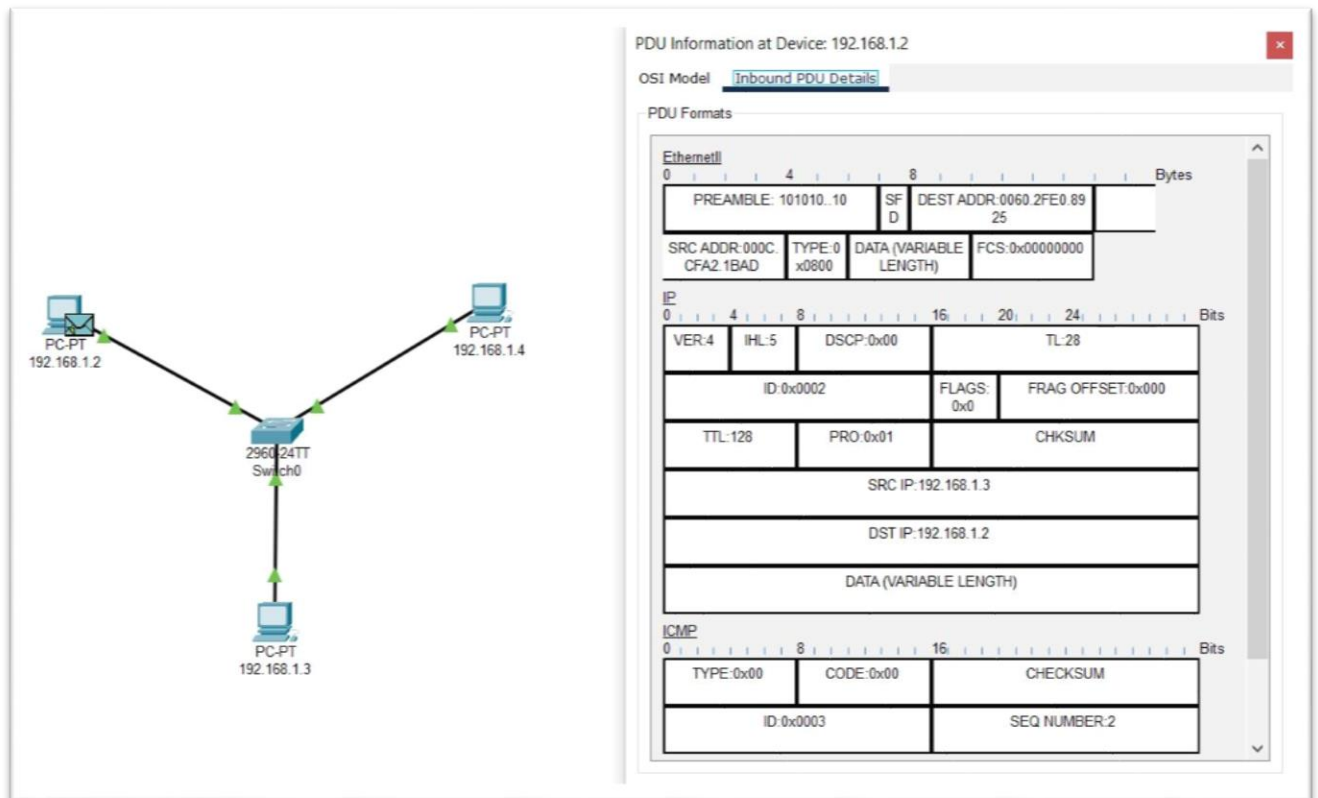 PDU Information at Device: 192.168.1.2
OSI Model Inbound PDU Details
PDU Formats
EthernetII
0 4 8 Bytes
PREAMBLE: 101010..10
SF
D
DEST ADDR:0060.2FE0.89
25
SRC ADDR:000C.
CFA2.1BAD
TYPE:0
x0800
DATA (VARIABLE
LENGTH)
FCS:0x00000000
IP
0 4 8 16 20 24 Bits
VER:4 IHL:5 DSCP:0x00 TL:28
ID:0x0002
FLAGS:
0x0
FRAG OFFSET:0x000
TTL:128 PRO:0x01 CHKSUM
SRC IP:192.168.1.3
DST IP:192.168.1.2
DATA (VARIABLE LENGTH)
ICMP
0 8 16 Bits
TYPE:0x00 CODE:0x00 CHECKSUM
ID:0x0003 SEQ NUMBER:2
PC-PT
192.168.1.2
PC-PT
192.168.1.4
2960-24TT
Switch0
PC-PT
192.168.1.3